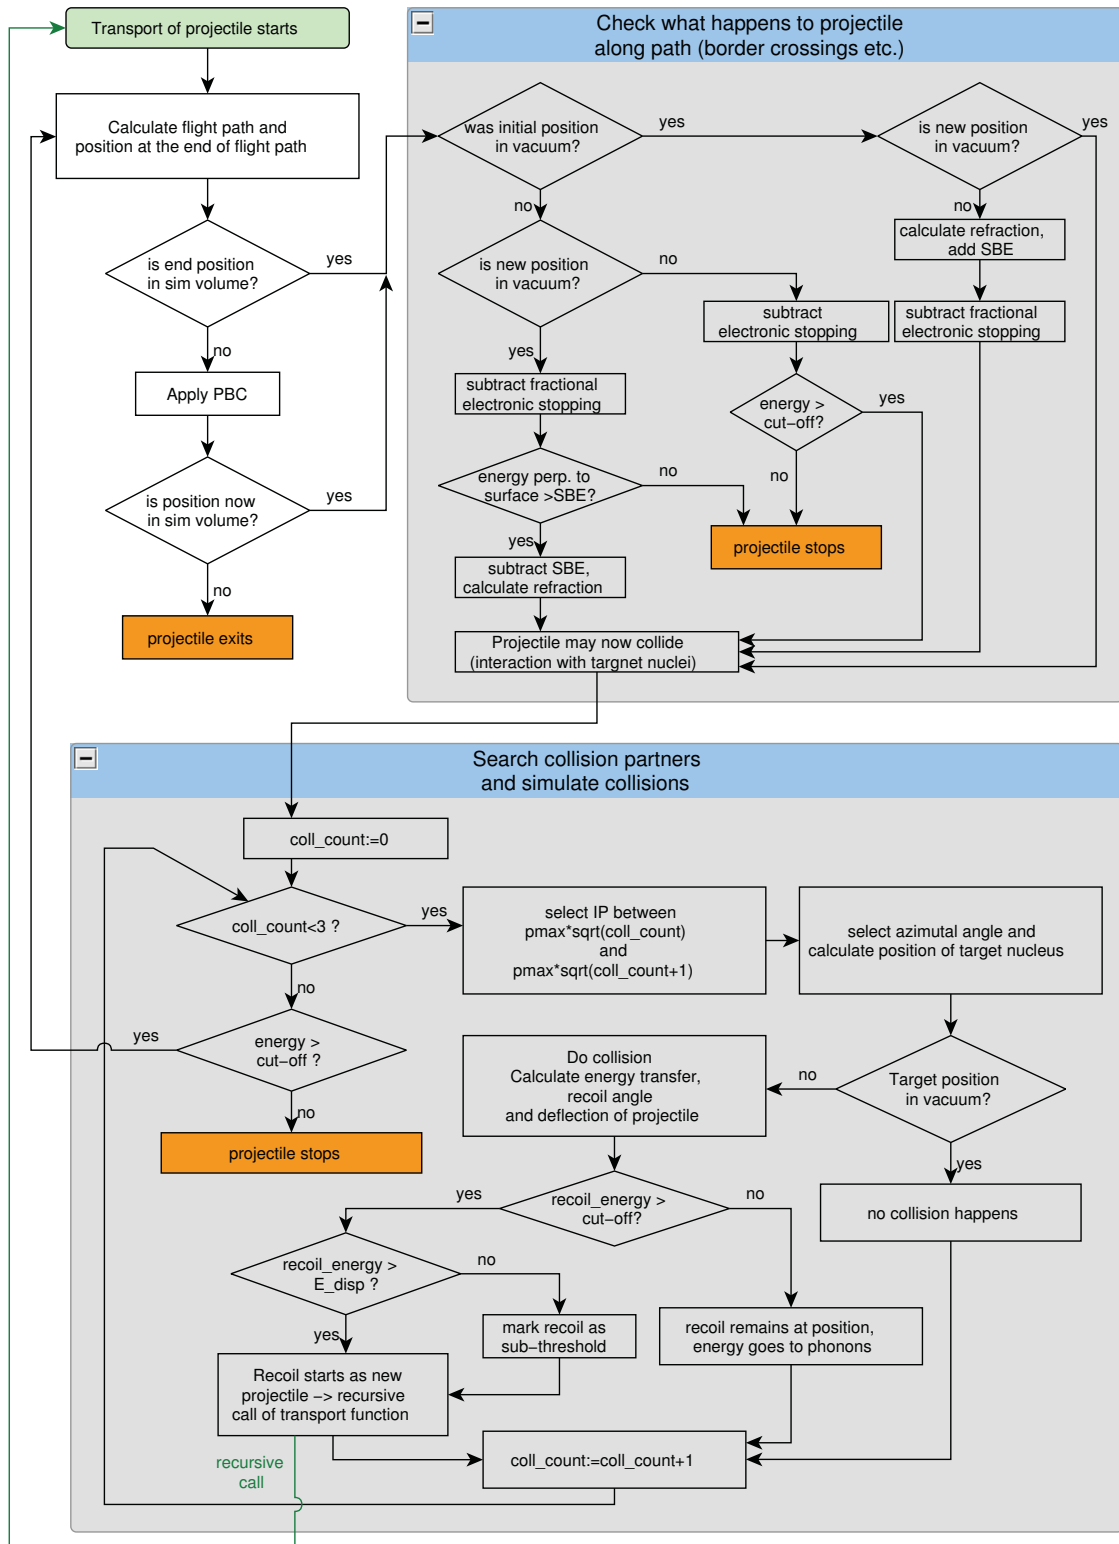 Transport of projectile starts
Calculate flight path and
position at the end of flight path
is end position
in sim volume?
yes
no
Apply PBC
is position now
in sim volume?
yes
no
projectile exits
Check what happens to projectile
along path (border crossings etc.)
was initial position
in vacuum?
yes
is new position
in vacuum?
yes
no
no
calculate refraction,
add SBE
is new position
in vacuum?
no
subtract
electronic stopping
subtract fractional
electronic stopping
yes
subtract fractional
electronic stopping
energy >
cut-off?
yes
no
energy perp. to
surface >SBE?
no
projectile stops
yes
subtract SBE,
calculate refraction
Projectile may now collide
(interaction with targnet nuclei)
Search collision partners
and simulate collisions
coll_count:=0
coll_count<3 ?
yes
select IP between
pmax*sqrt(coll_count)
and
pmax*sqrt(coll_count+1)
select azimutal angle and
calculate position of target nucleus
no
yes
energy >
cut-off ?
no
projectile stops
Do collision
Calculate energy transfer,
recoil angle
and deflection of projectile
no
Target position
in vacuum?
yes
no collision happens
yes
recoil_energy >
cut-off?
no
recoil_energy >
E_disp ?
no
yes
mark recoil as
sub-threshold
recoil remains at position,
energy goes to phonons
Recoil starts as new
projectile -> recursive
call of transport function
recursive
call
coll_count:=coll_count+1